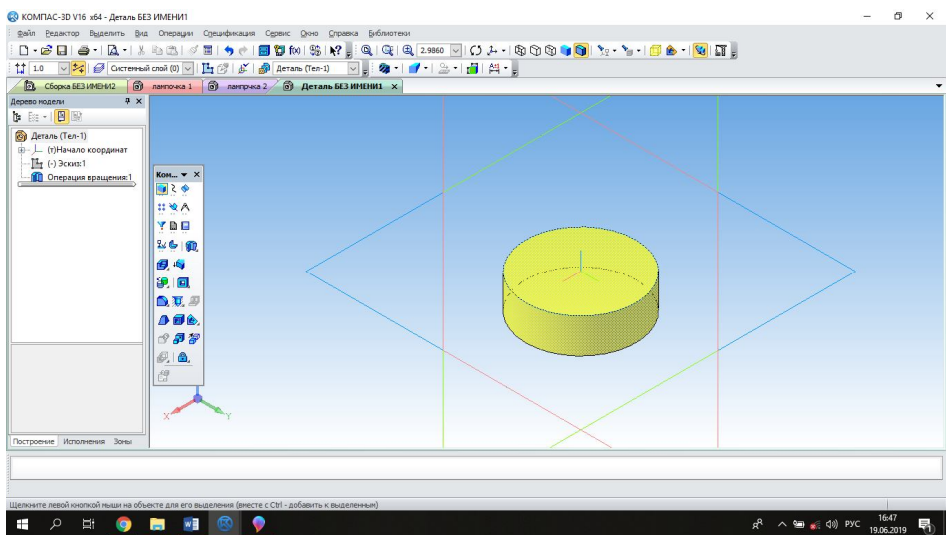 КОМПАС-3D V16 x64 - Деталь БЕЗ ИМЕНИ1
Файл Редактор Выделить Вид Операции Спецификация Сервис Окно Справка Библиотеки
2.9860
1.0 Системный слой (0) Деталь (Тел-1)
Сборка БЕЗ ИМЕНИ2 лампочка 1 лампрчка 2 Деталь БЕЗ ИМЕНИ1
Дерево модели
Деталь (Тел-1)
(т)Начало координат
(-) Эскиз:1
Операция вращения:1
Ком...
X Y
Построение Исполнения Зоны
Щелкните левой кнопкой мыши на объекте для его выделения (вместе с Ctrl - добавить к выделенным)
РУС
16:47
19.06.2019